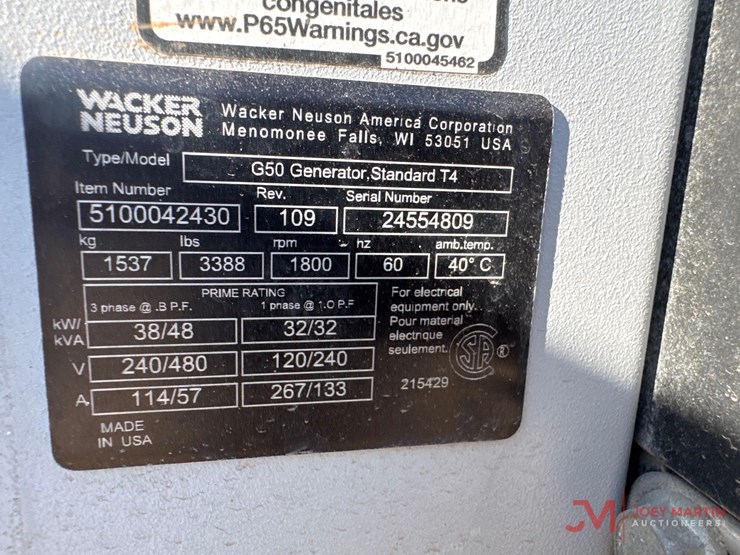 congenitales
www.P65Warnings.ca.gov
5100045462
WACKER
NEUSON
Wacker Neuson America Corporation
Menomonee Falls, WI 53051 USA
Type/Model G50 Generator,Standard T4
Item Number Rev. Serial Number
5100042430 109 24554809
kg lbs rpm hz amb.temp.
1537 3388 1800 60 40° C
PRIME RATING
3 phase @ .8 P.F. 1 phase @ 1.0 P.F
kW/
kVA 38/48 32/32
V 240/480 120/240
A 114/57 267/133
For electrical
equipment only.
Pour material
electrique
seulement.
SA ®
215429
MADE
IN USA
JM JOEY MARTIN
AUCTIONEERS